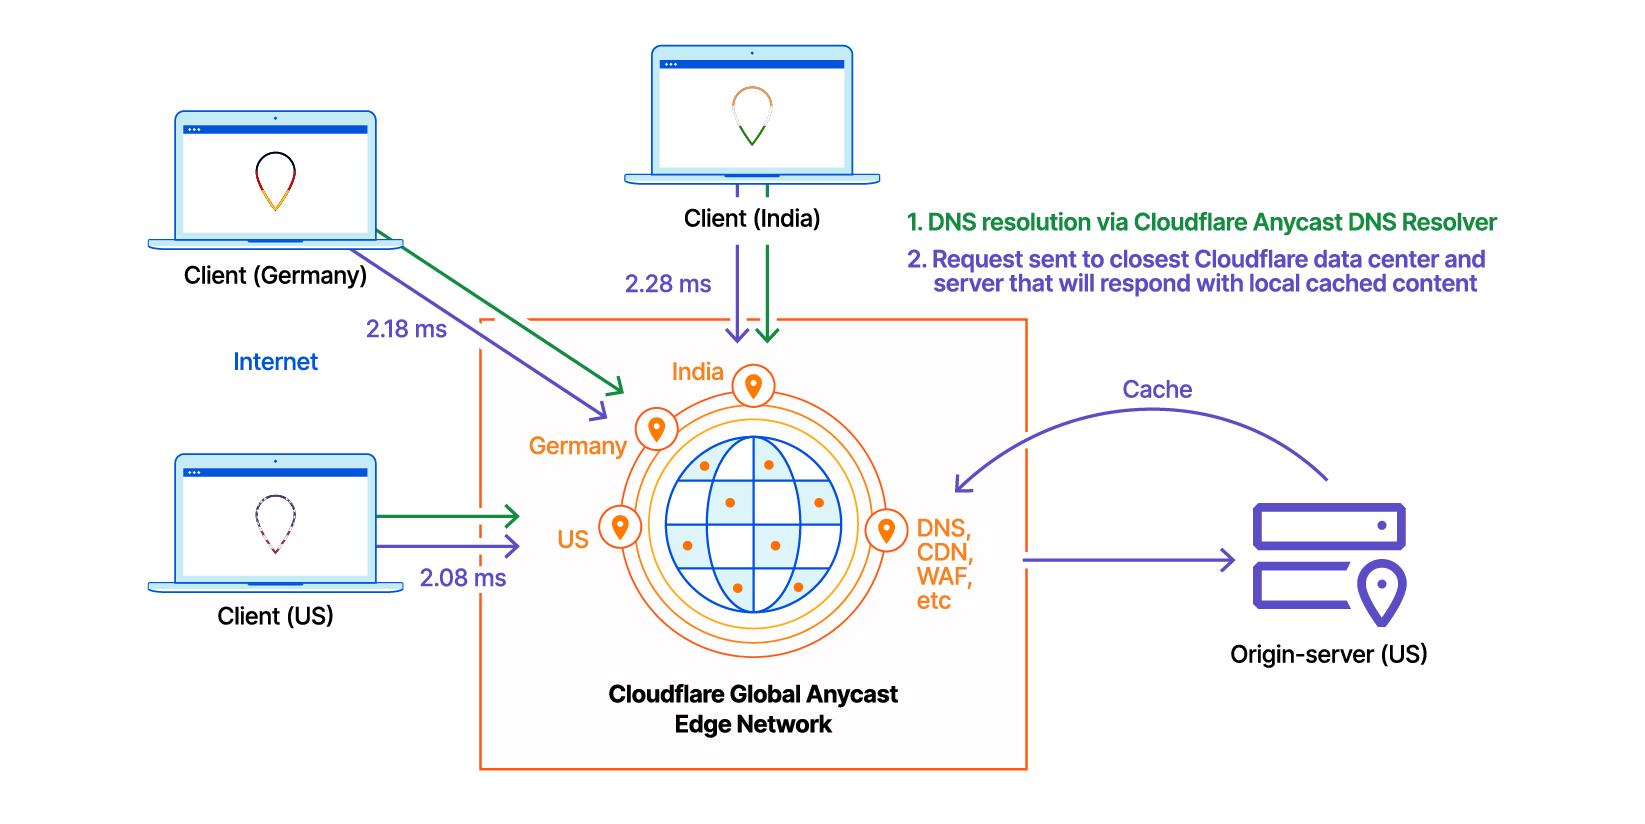 Client (India)
1. DNS resolution via Cloudflare Anycast DNS Resolver
2. Request sent to closest Cloudflare data center and
server that will respond with local cached content
Client (Germany)
2.28 ms
2.18 ms
Internet
India
Cache
Germany
US
DNS,
CDN,
WAF,
etc
2.08 ms
Client (US)
Origin-server (US)
Cloudflare Global Anycast
Edge Network